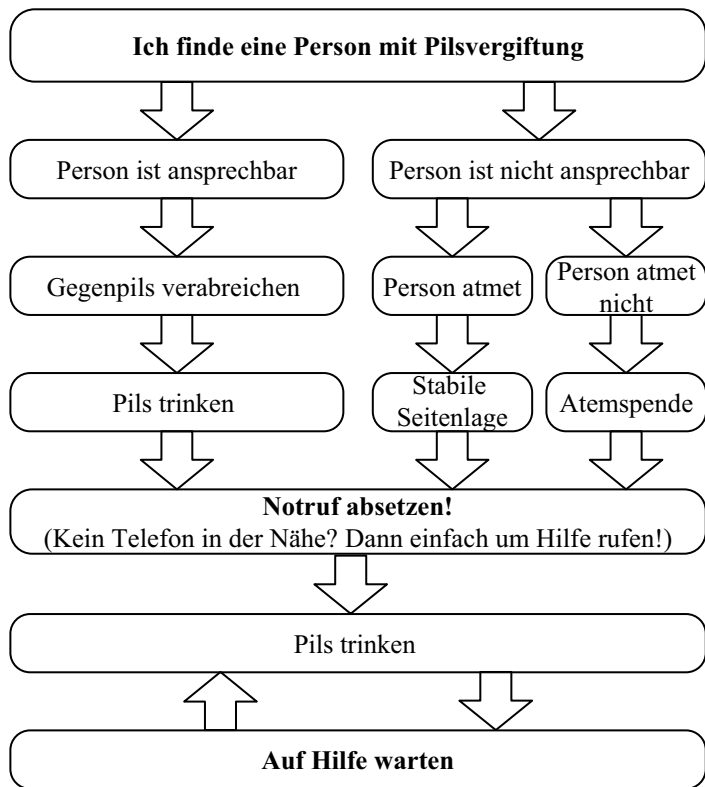 Ich finde eine Person mit Pilsvergiftung
Person ist ansprechbar
Person ist nicht ansprechbar
Gegenpils verabreichen
Person atmet
Person atmet
nicht
Pils trinken
Stabile
Seitenlage
Atemspende
Notruf absetzen!
(Kein Telefon in der Nähe? Dann einfach um Hilfe rufen!)
Pils trinken
Auf Hilfe warten